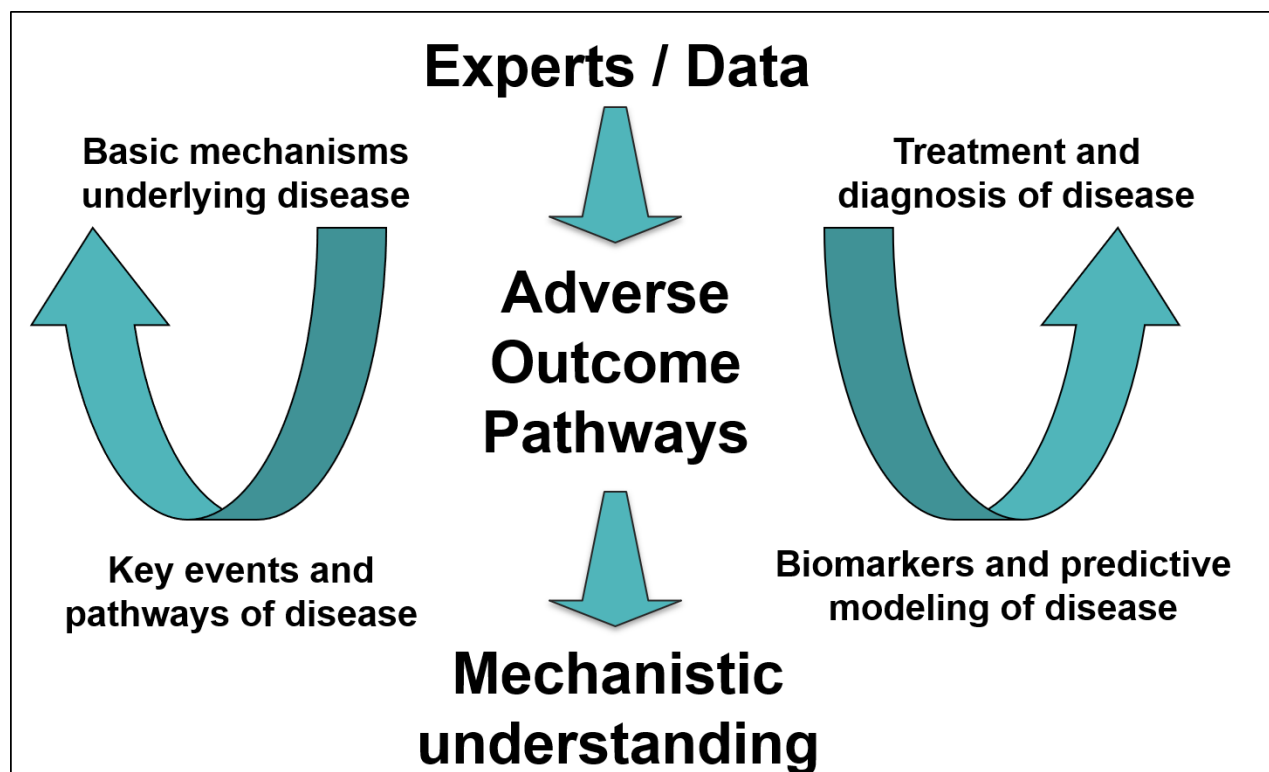 Experts / Data
Basic mechanisms
underlying disease
Treatment and
diagnosis of disease
Adverse
Outcome
Pathways
Key events and
pathways of disease
Biomarkers and predictive
modeling of disease
Mechanistic
understanding